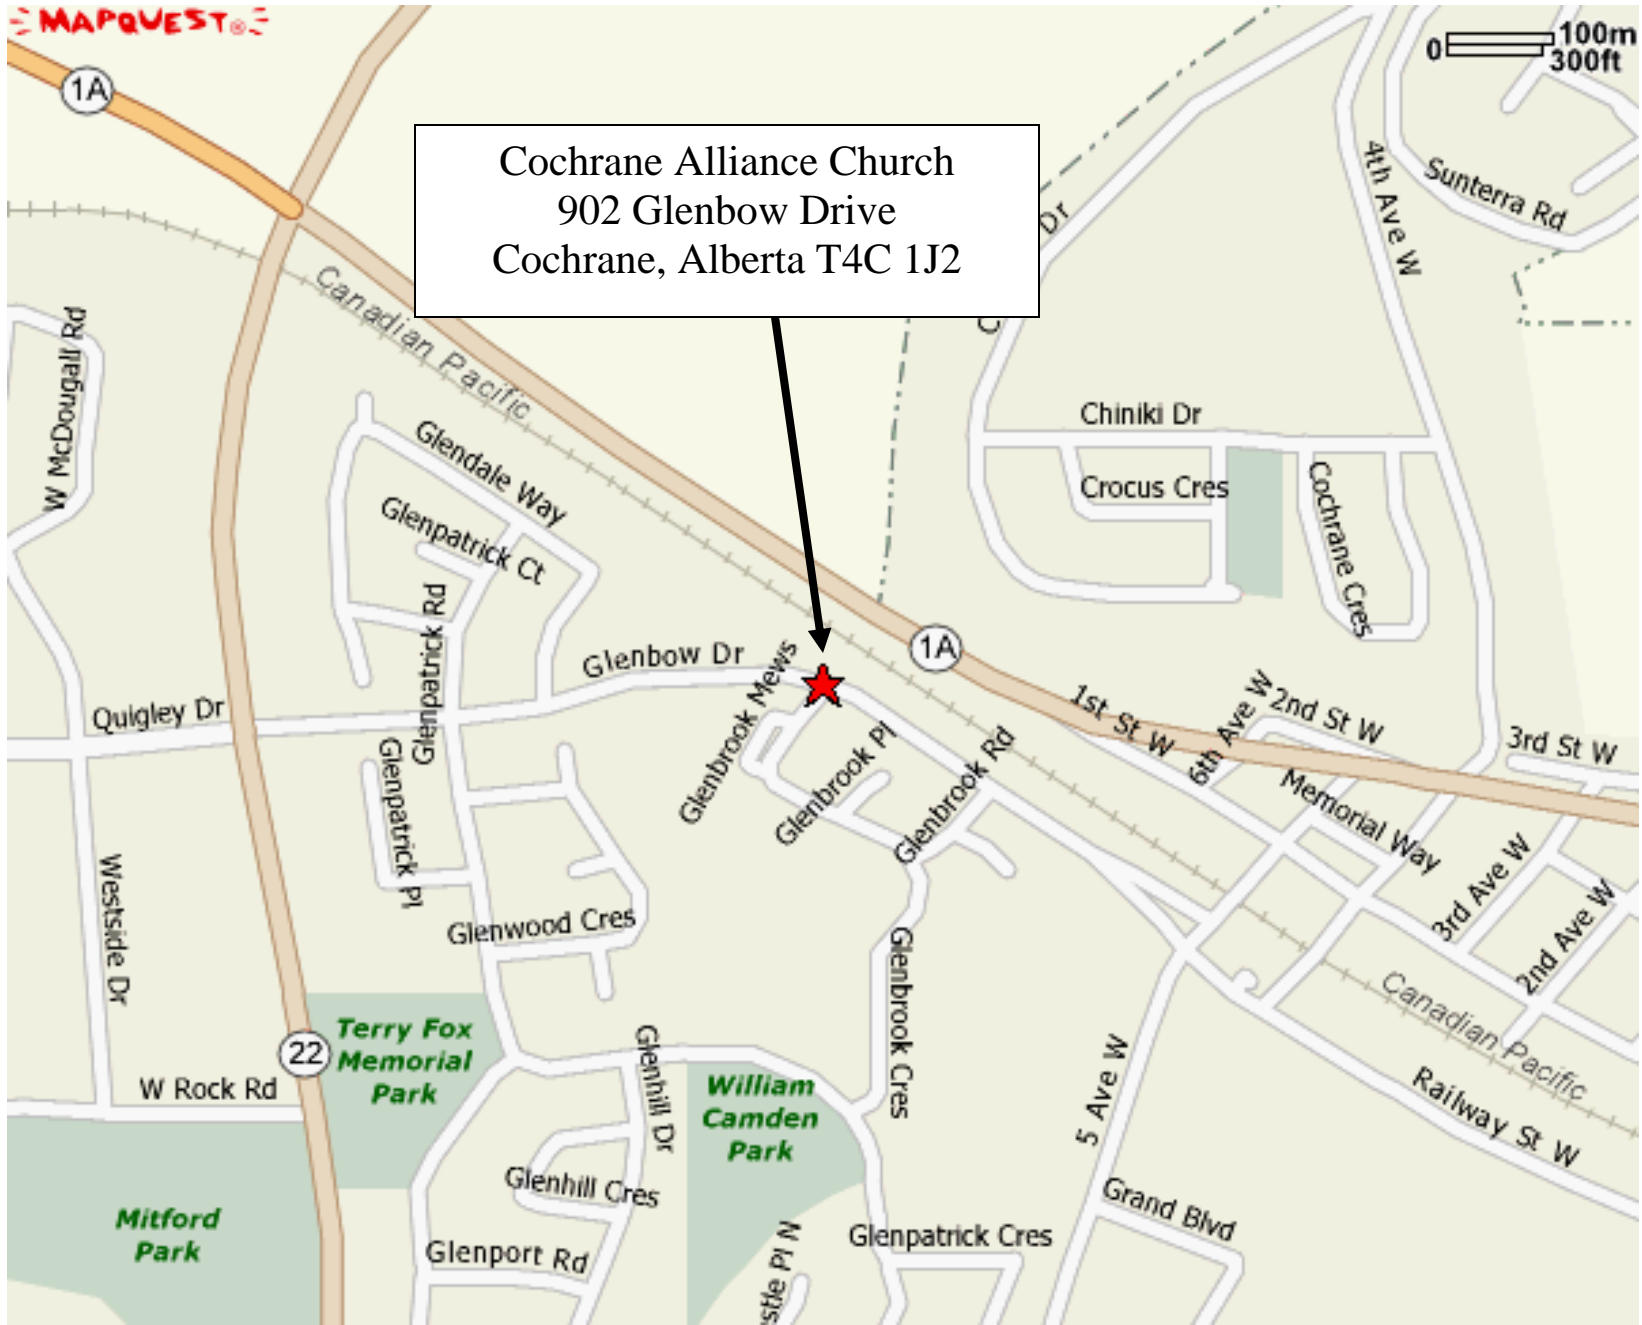 MAPQUEST®
0 100m
300ft
1A
Cochrane Alliance Church
902 Glenbow Drive
Cochrane, Alberta T4C 1J2
Dr
C
4th Ave W
Sunterra Rd
Canadian Pacific
W McDougall Rd
Chiniki Dr
Glendale Way
Crocus Cres
Cochrane Cres
Glenpatrick Ct
Glenpatrick Rd
Glenbow Dr
Glenbrook Mews
1A
Quigley Dr
1st St W
6th Ave W
2nd St W
3rd St W
Glenpatrick Pl
Glenbrook Pl
Glenbrook Rd
Memorial Way
Westside Dr
3rd Ave W
2nd Ave W
Glenwood Cres
Glenbrook Cres
Canadian Pacific
Terry Fox
Memorial
Park
22
Glenhill Dr
William
Camden
Park
5 Ave W
Railway St W
W Rock Rd
Glenhill Cres
Grand Blvd
Mitford
Park
Glenport Rd
Glenpatrick Cres
stle Pl N